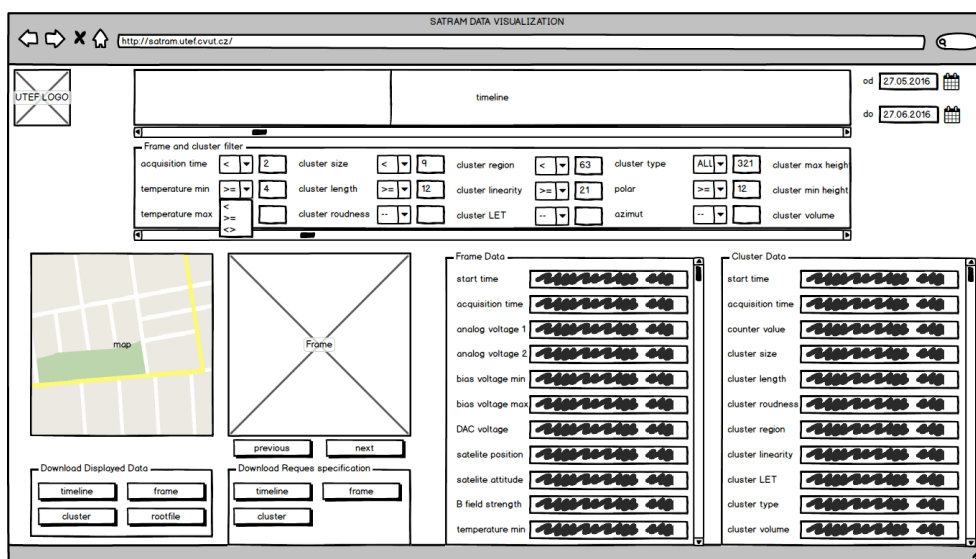 SATRAM DATA VISUALIZATION
http://satram.utef.cvut.cz/
UTEF LOGO
timeline
od 27.05.2016
do 27.06.2016
Frame and cluster filter
acquisition time < 2 cluster size < 9 cluster region < 63 cluster type ALL 321 cluster max heigh
temperature min >= 4 cluster length >= 12 cluster linearity >= 21 polar >= 12 cluster min height
temperature max cluster roudness -- cluster LET -- azimut -- cluster volume
<
>=
<>
map
Frame
previous next
Download Displayed Data
timeline frame
cluster rootfile
Download Reques specification
timeline frame
cluster
Frame Data
start time
acquisition time
analog voltage 1
analog voltage 2
bias voltage min
bias voltage max
DAC voltage
satelite position
satelite attitude
B field strength
temperature min
Cluster Data
start time
acquisition time
counter value
cluster size
cluster length
cluster roudness
cluster region
cluster linearity
cluster LET
cluster type
cluster volume